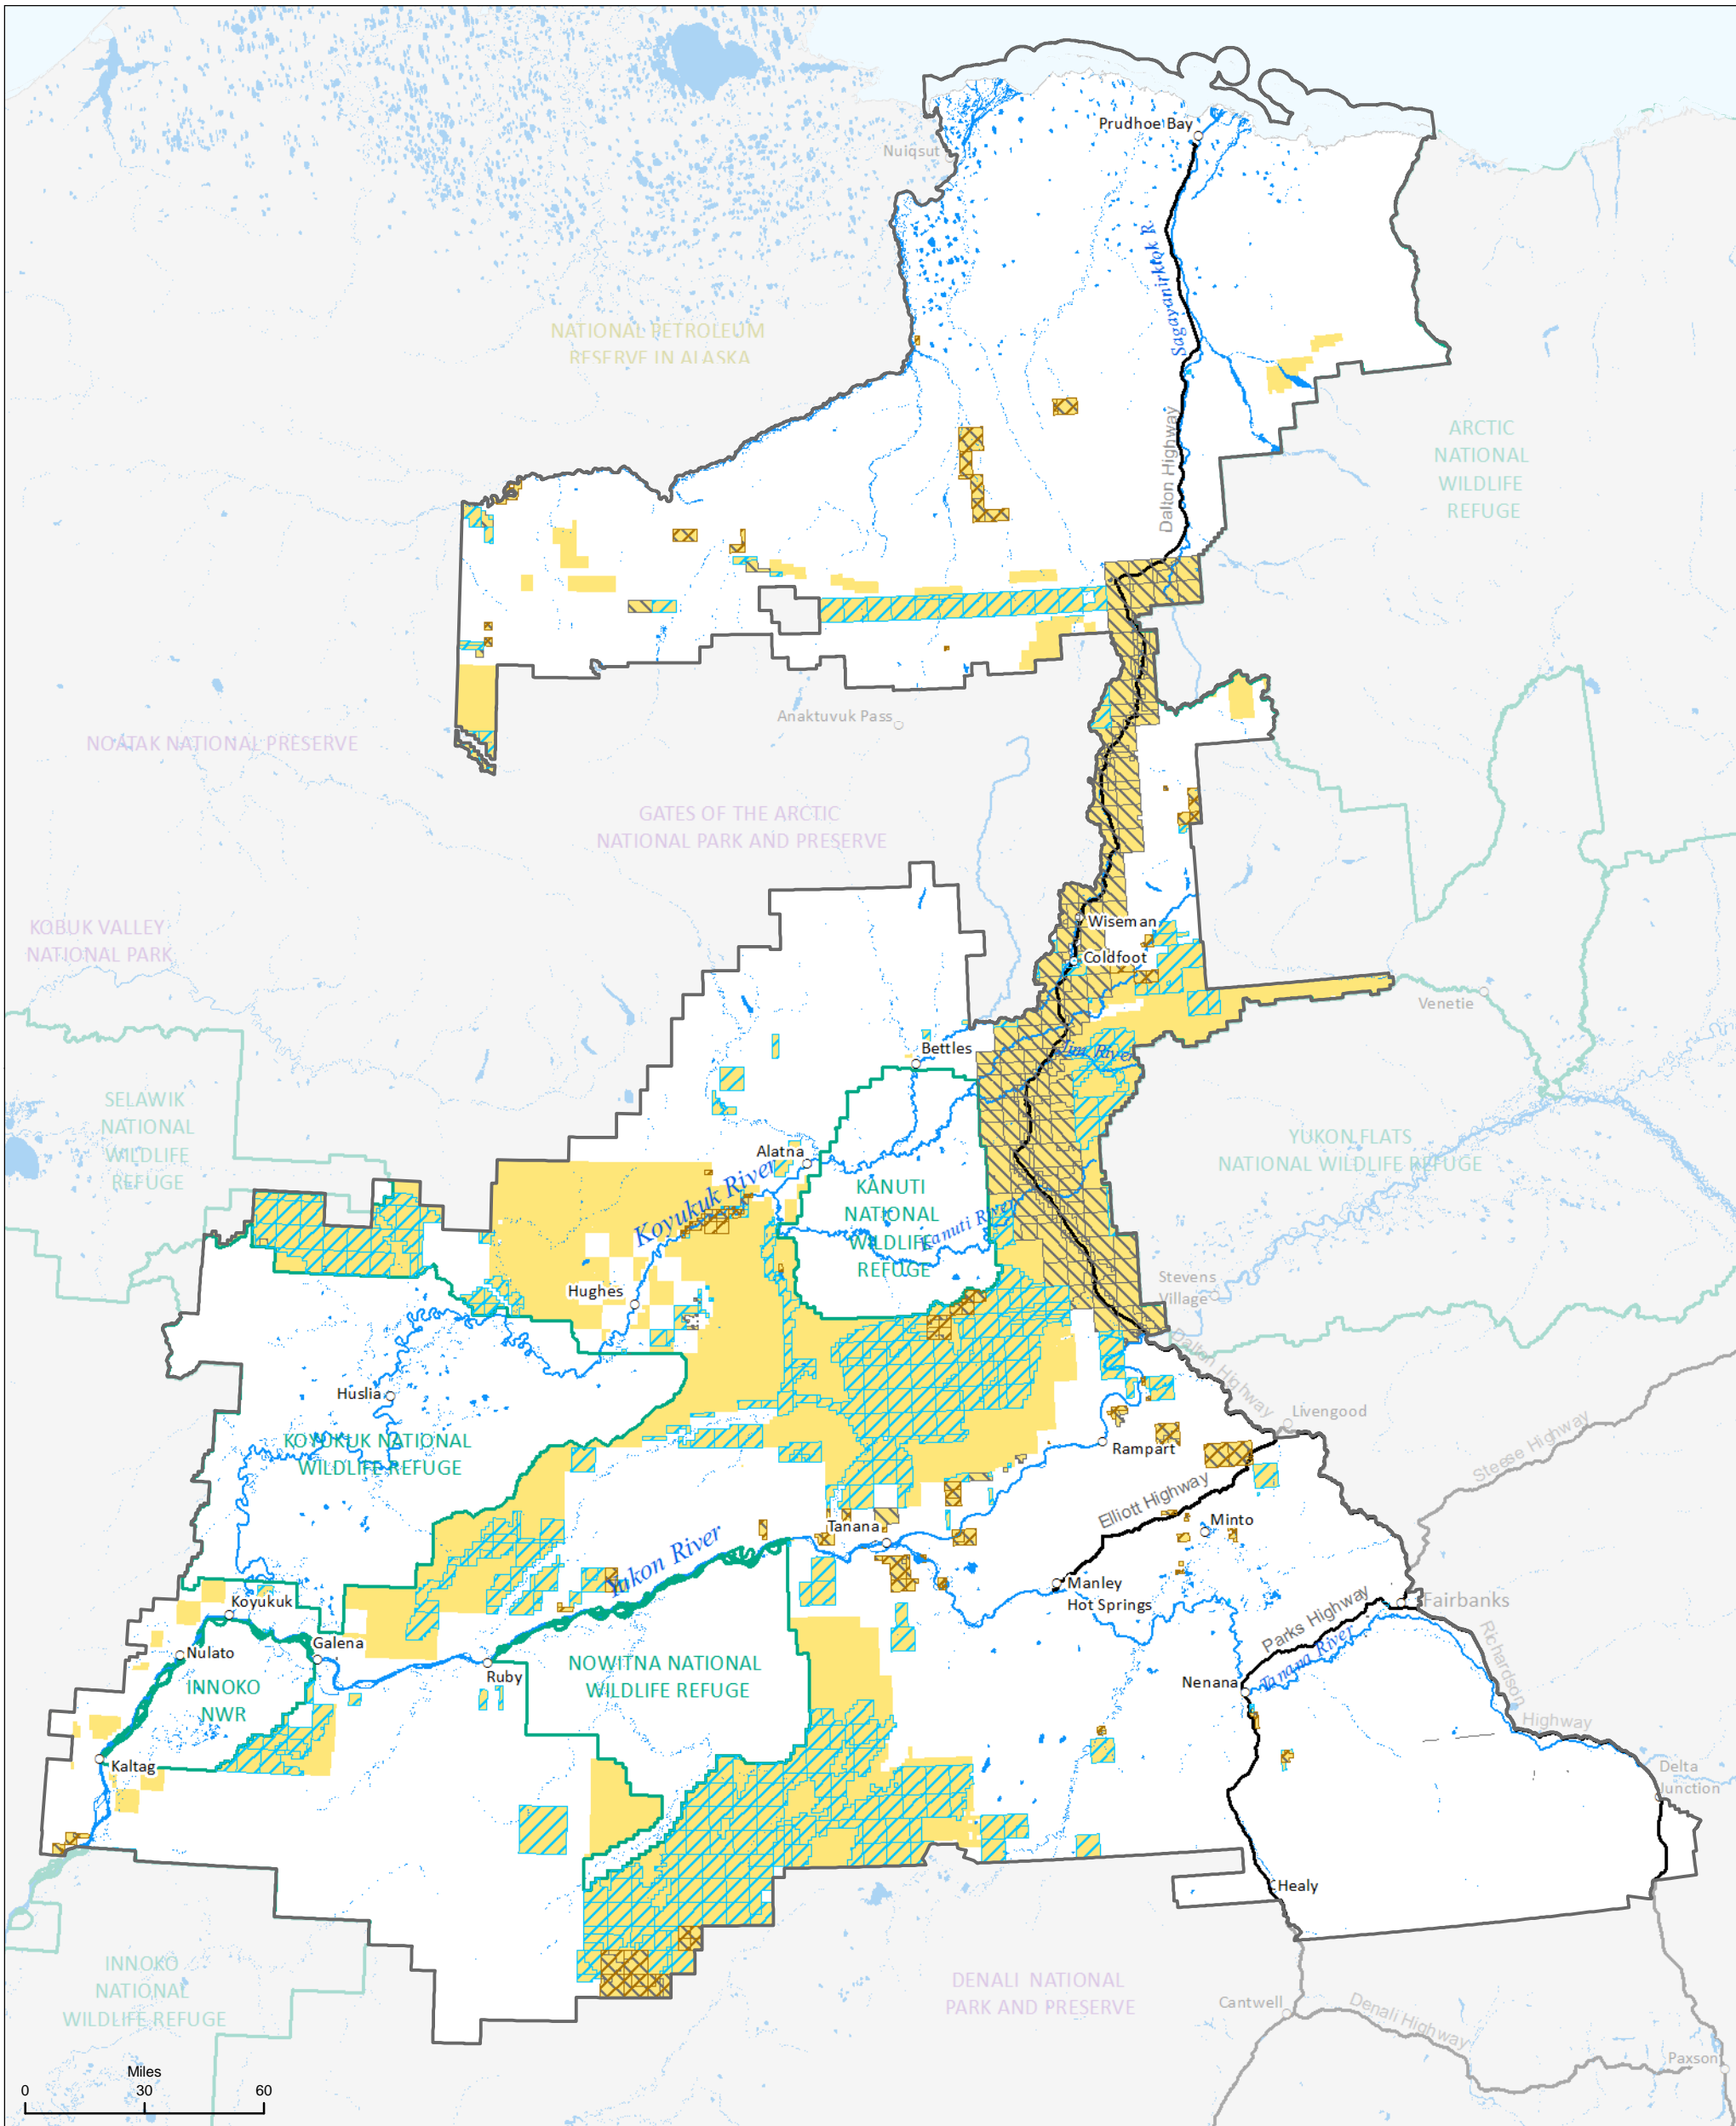 Prudhoe Bay
Nuiqsut
Sagavanirktok R.
NATIONAL PETROLEUM
RESERVE IN ALASKA
Dalton Highway
ARCTIC
NATIONAL
WILDLIFE
REFUGE
Anaktuvuk Pass
NOATAK NATIONAL PRESERVE
GATES OF THE ARCTIC
NATIONAL PARK AND PRESERVE
Wiseman
KOBUK VALLEY
NATIONAL PARK
Coldfoot
Venetie
Bettles
Jim River
SELAWIK
NATIONAL
WILDLIFE
REFUGE
YUKON FLATS
NATIONAL WILDLIFE REFUGE
Alatna
Koyukuk River
KANUTI
NATIONAL
WILDLIFE
REFUGE
Kanuti River
Hughes
Stevens
Village
Dalton Highway
Huslia
Livengood
KOYUKUK NATIONAL
WILDLIFE REFUGE
Rampart
Steese Highway
Elliott Highway
Minto
Tanana
Yukon River
Manley
Hot Springs
Koyukuk
Fairbanks
Parks Highway
Galena
Nulato
Ruby
NOWITNA NATIONAL
WILDLIFE REFUGE
Richardson
Highway
Tanana River
Nenana
INNOKO
NWR
Kaltag
Delta
Junction
Healy
INNOKO
NATIONAL
WILDLIFE REFUGE
DENALI NATIONAL
PARK AND PRESERVE
Cantwell
Denali Highway
Paxson
Miles
0 30 60